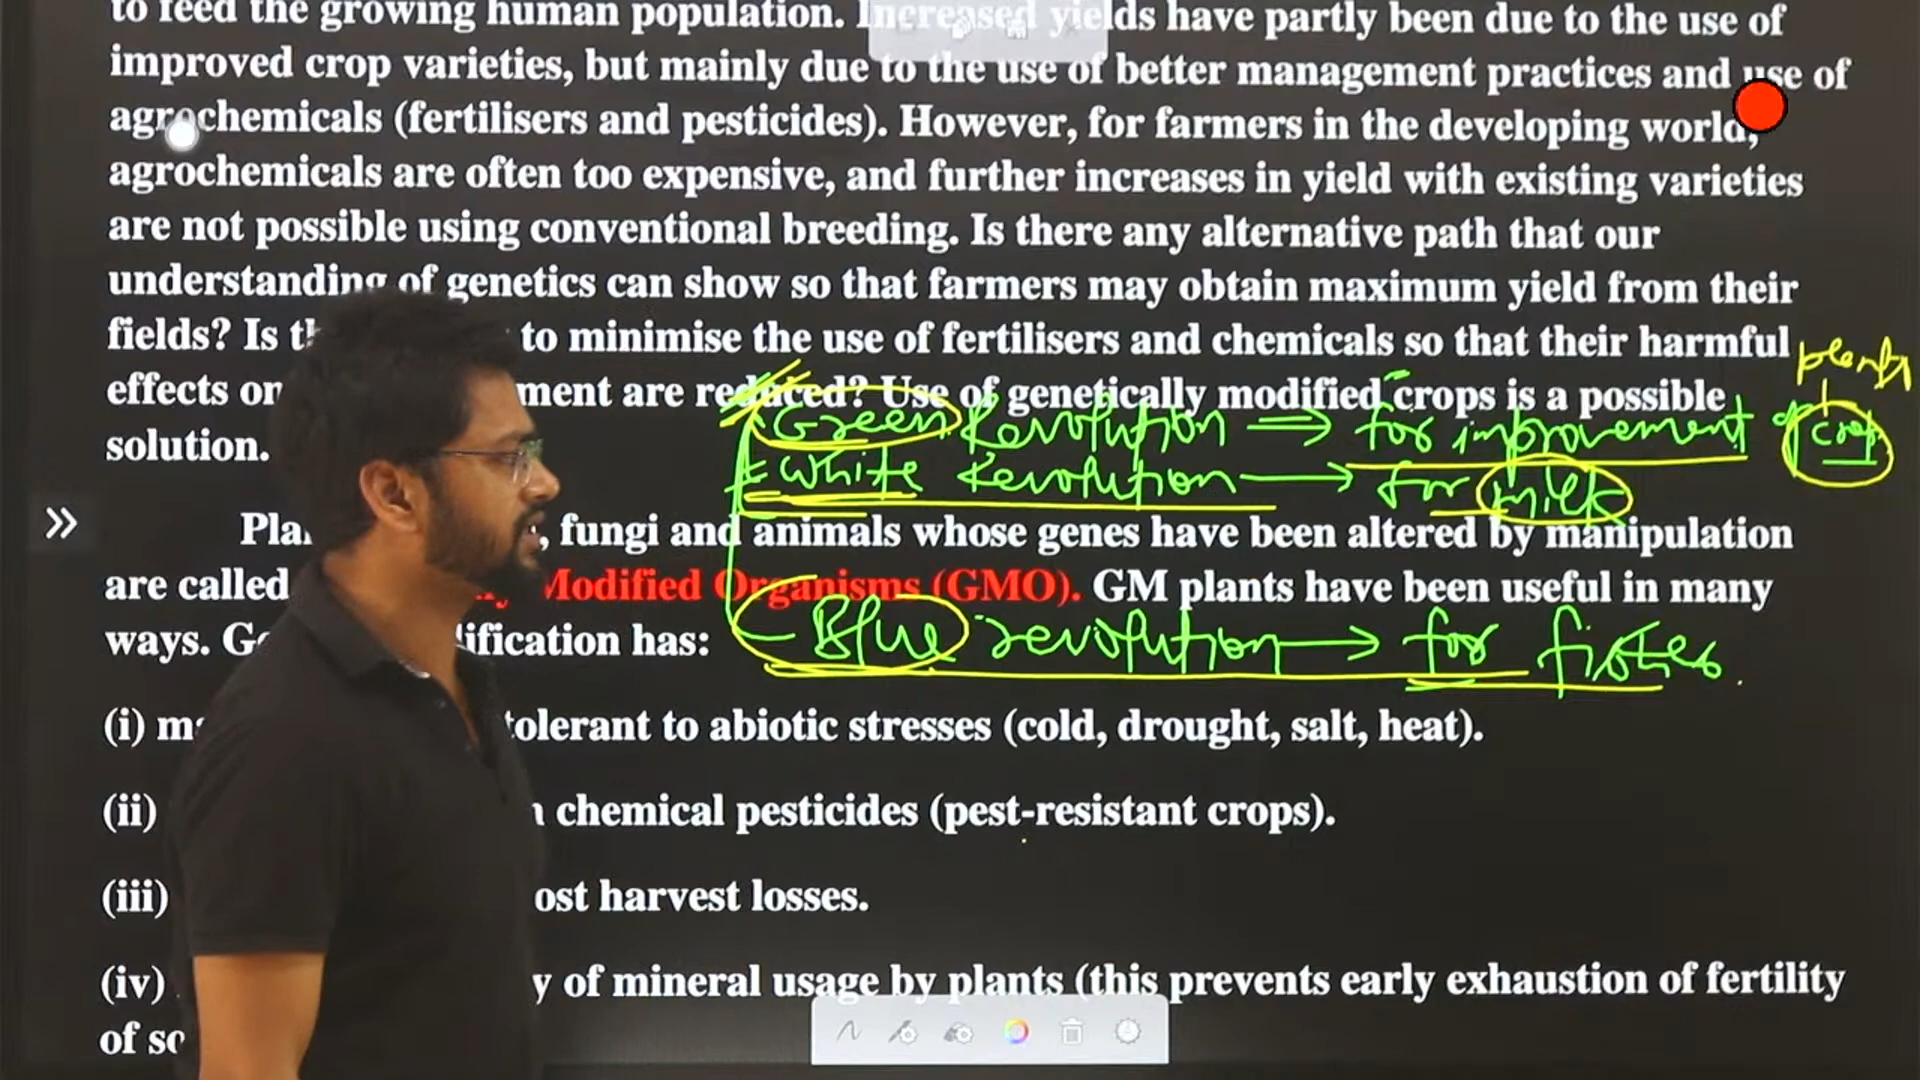 to feed the growing human population. Increased yields have partly been due to the use of
improved crop varieties, but mainly due to the use of better management practices and use of
agrochemicals (fertilisers and pesticides). However, for farmers in the developing world,
agrochemicals are often too expensive, and further increases in yield with existing varieties
are not possible using conventional breeding. Is there any alternative path that our
understanding of genetics can show so that farmers may obtain maximum yield from their
fields? Is to minimise the use of fertilisers and chemicals so that their harmful
plants
effects on ment are reduced? Use of genetically modified crops is a possible
Green Revolution ⇒ for improvement of crop
solution.
White Revolution → for milk
, fungi and animals whose genes have been altered by manipulation
are called Modified Organisms (GMO). GM plants have been useful in many
ways. ification has:
Blue revolution → for fishes.
(i) tolerant to abiotic stresses (cold, drought, salt, heat).
(ii) chemical pesticides (pest-resistant crops).
(iii) ost harvest losses.
(iv) y of mineral usage by plants (this prevents early exhaustion of fertility
of